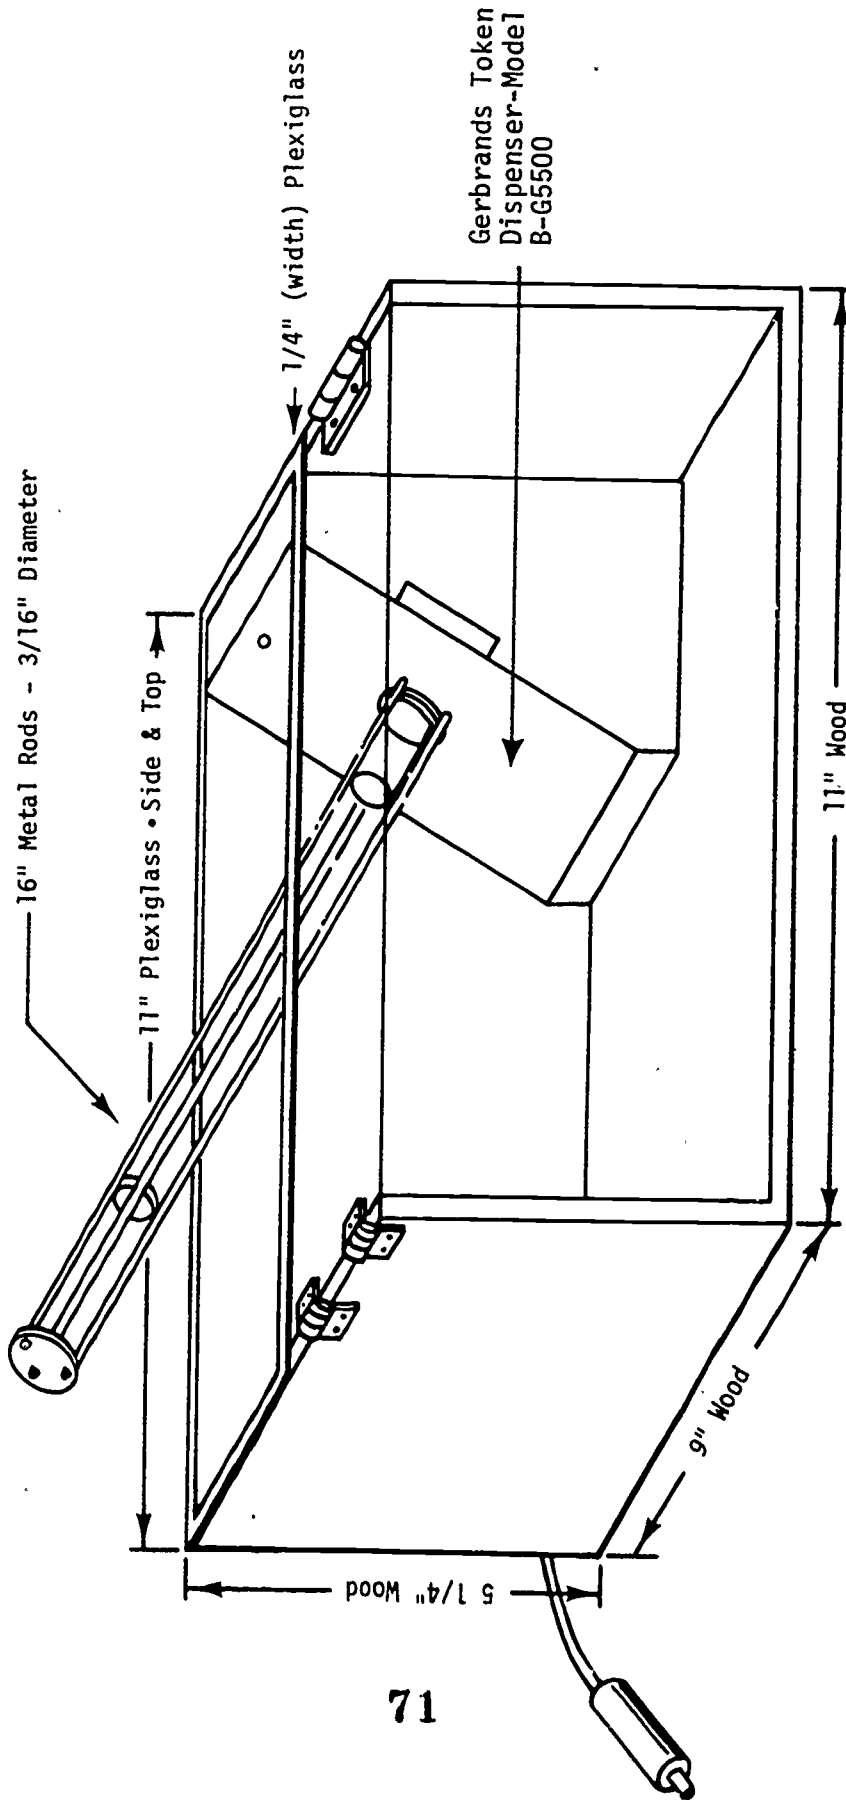 16" Metal Rods - 3/16" Diameter
11" Plexiglass • Side & Top
1/4" (width) Plexiglass
Gerbrands Token
Dispenser-Model
B-G5500
5 1/4" Wood
9" Wood
11" Wood
71